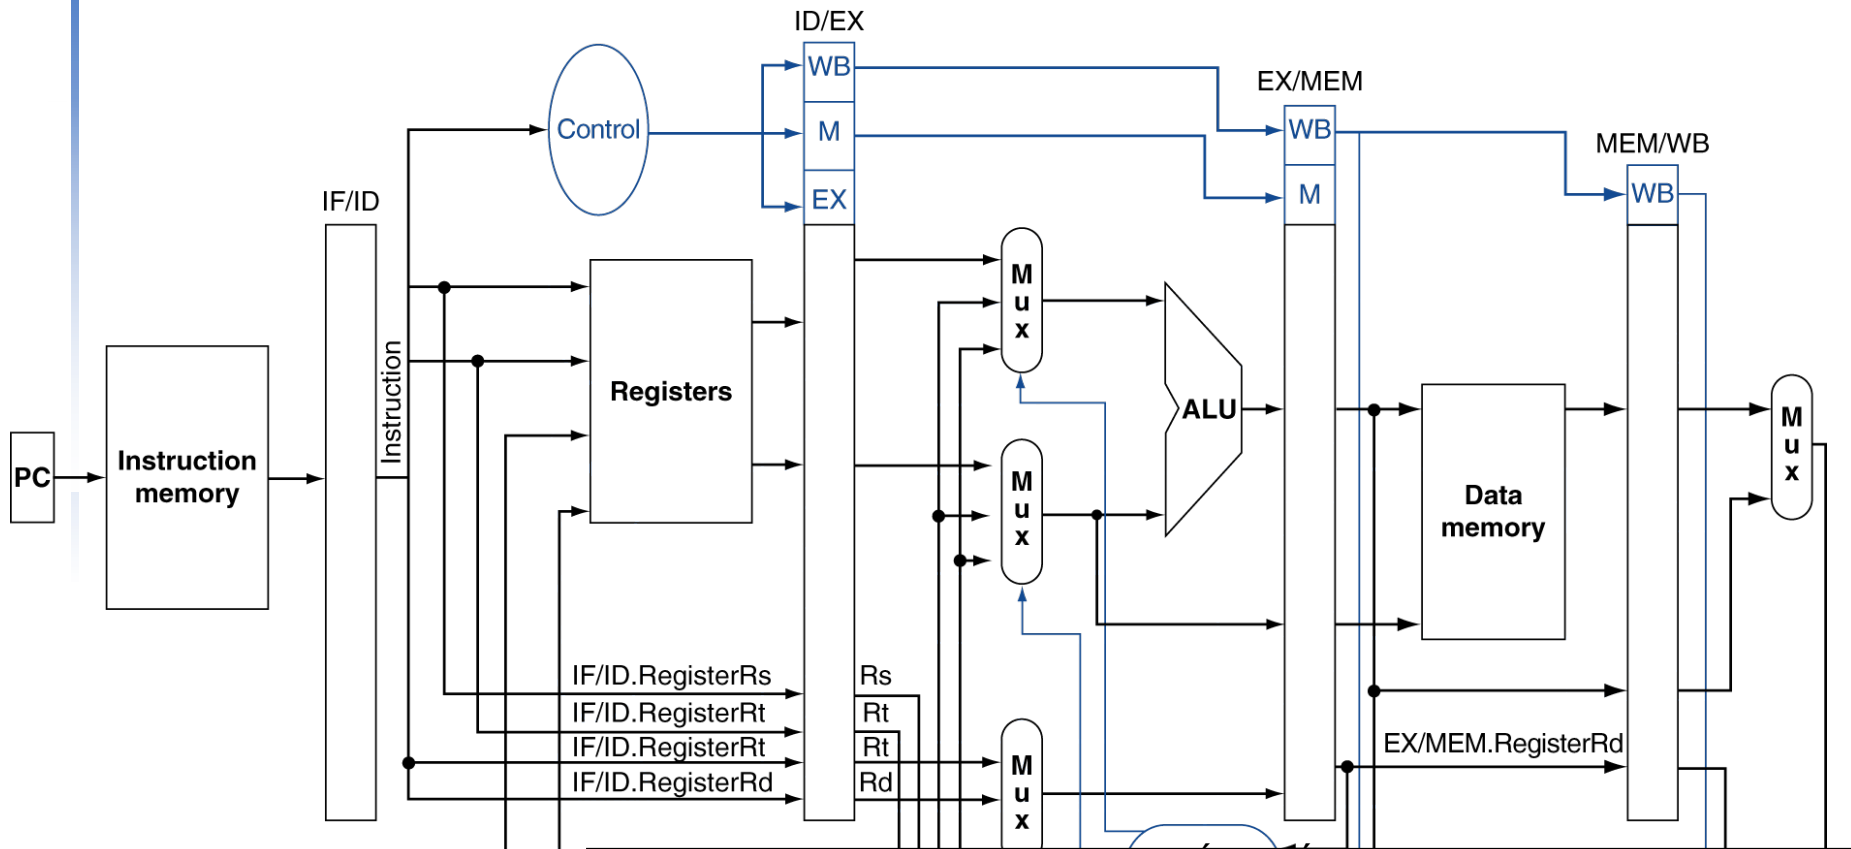 ID/EX
WB
Control
M
EX
EX/MEM
WB
M
MEM/WB
WB
IF/ID
Instruction
PC
Instruction
memory
Registers
M
u
x
M
u
x
ALU
Data
memory
M
u
x
IF/ID.RegisterRs
Rs
IF/ID.RegisterRt
Rt
IF/ID.RegisterRt
Rt
IF/ID.RegisterRd
Rd
M
u
x
EX/MEM.RegisterRd